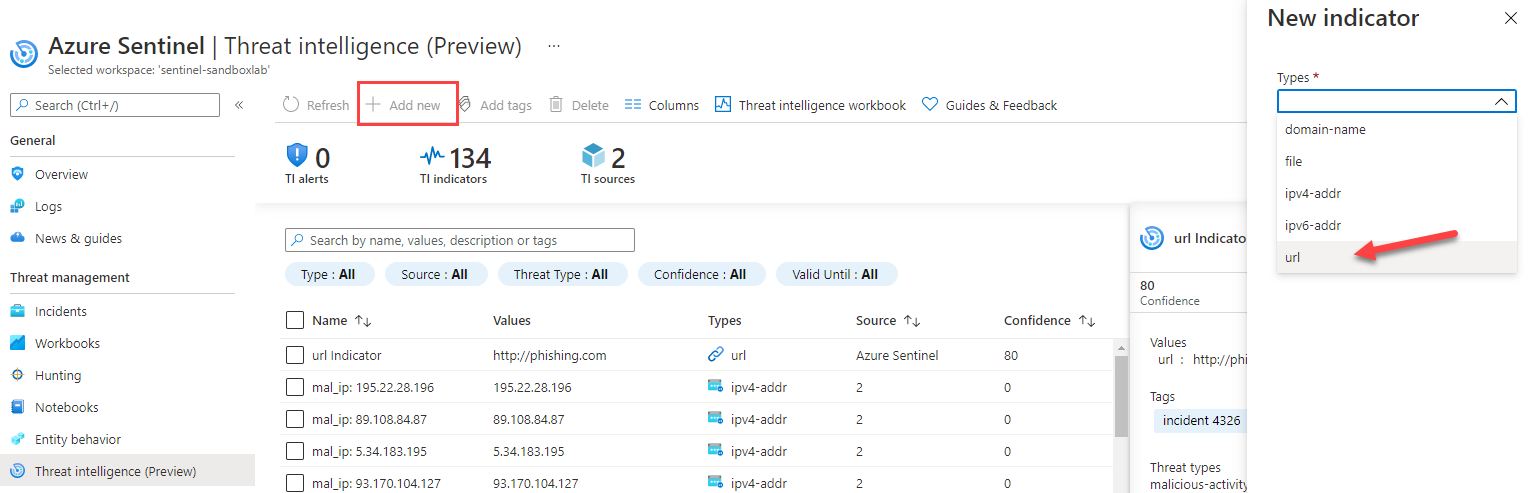 Azure Sentinel | Threat intelligence (Preview) ...
Selected workspace: 'sentinel-sandboxlab'
Search (Ctrl+/)
«
General
Overview
Logs
News & guides
Threat management
Incidents
Workbooks
Hunting
Notebooks
Entity behavior
Threat intelligence (Preview)
Refresh
Add new
Add tags
Delete
Columns
Threat intelligence workbook
Guides & Feedback
0
TI alerts
134
TI indicators
2
TI sources
Search by name, values, description or tags
Type : All
Source : All
Threat Type : All
Confidence : All
Valid Until : All
Name Values Types Source Confidence
url Indicator http://phishing.com url Azure Sentinel 80
mal_ip: 195.22.28.196 195.22.28.196 ipv4-addr 2 0
mal_ip: 89.108.84.87 89.108.84.87 ipv4-addr 2 0
mal_ip: 5.34.183.195 5.34.183.195 ipv4-addr 2 0
mal_ip: 93.170.104.127 93.170.104.127 ipv4-addr 2 0
url Indicato
80
Confidence
Values
url : http://phi
Tags
incident 4326
Threat types
malicious-activity
New indicator
Types *
domain-name
file
ipv4-addr
ipv6-addr
url